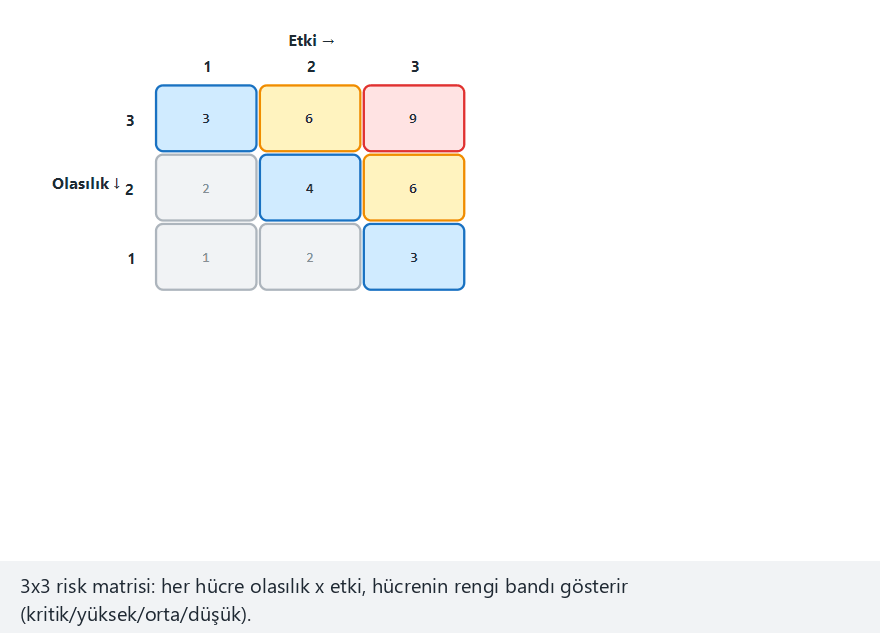 Etki →
1 2 3
3 3 6 9
Olasılık ↓ 2 2 4 6
1 1 2 3
3x3 risk matrisi: her hücre olasılık x etki, hücrenin rengi bandı gösterir
(kritik/yüksek/orta/düşük).